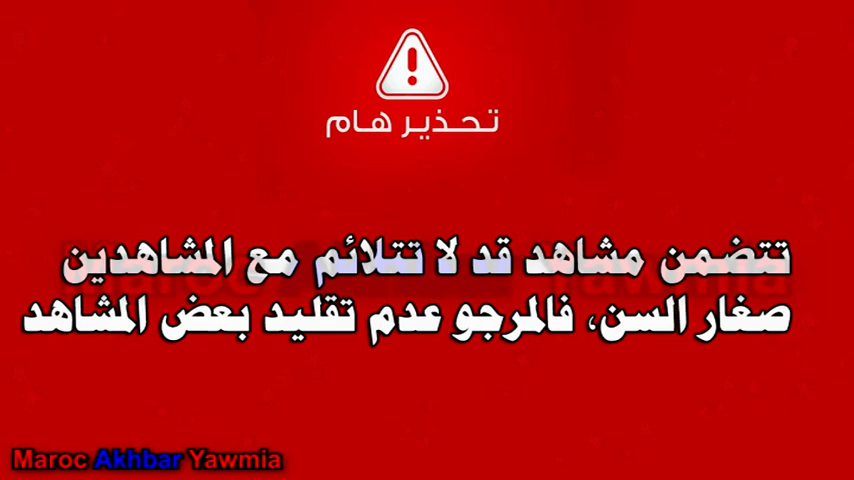 تحذير هام
تتضمن مشاهد قد لا تتلائم مع المشاهدين
صغار السن، فالمرجو عدم تقليد بعض المشاهد
Maroc Akhbar Yawmia